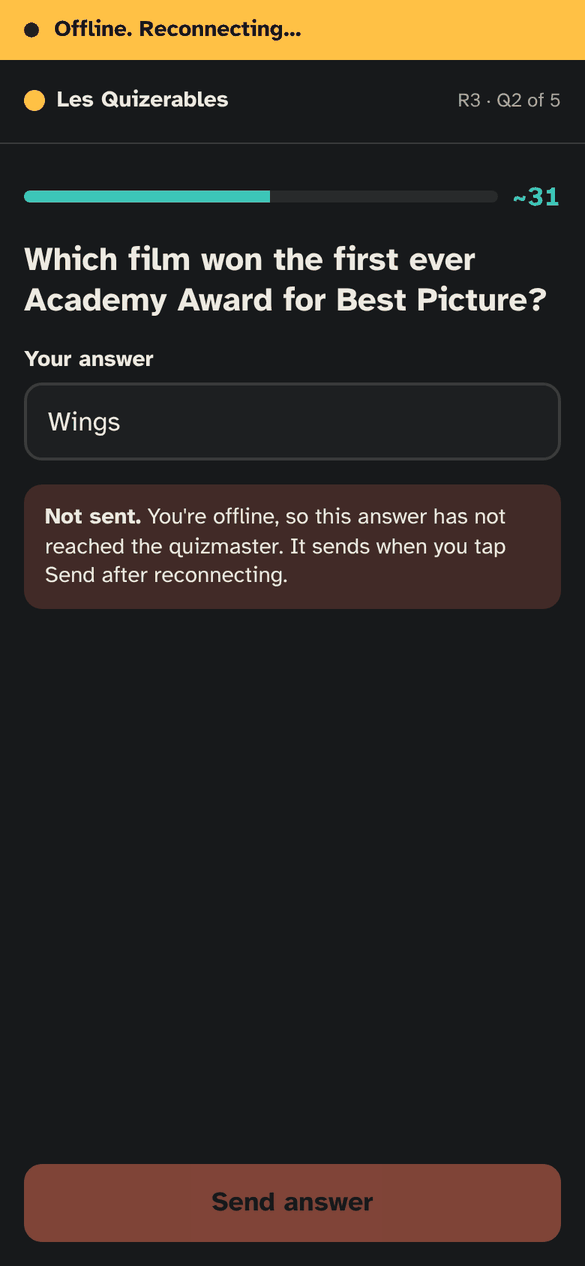 Offline. Reconnecting…
Les Quizerables
R3 · Q2 of 5
~31
Which film won the first ever
Academy Award for Best Picture?
Your answer
Wings
Not sent. You're offline, so this answer has not
reached the quizmaster. It sends when you tap
Send after reconnecting.
Send answer